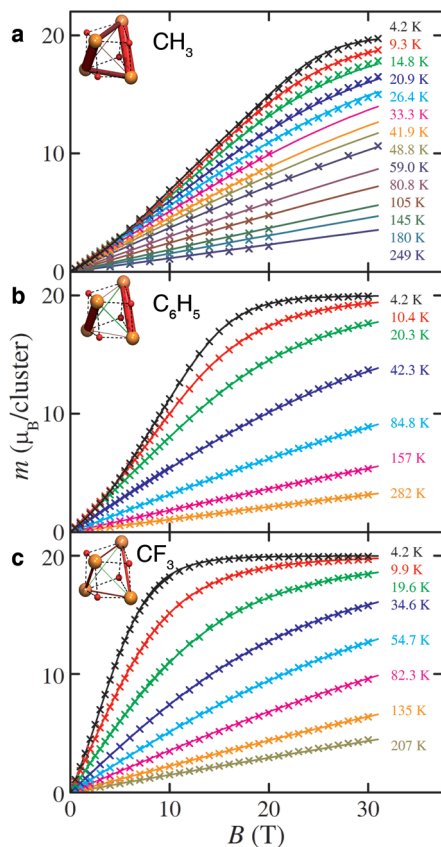 a
CH3
20
10
0
4.2 K
9.3 K
14.8 K
20.9 K
26.4 K
33.3 K
41.9 K
48.8 K
59.0 K
80.8 K
105 K
145 K
180 K
249 K
b
C6H5
20
10
0
4.2 K
10.4 K
20.3 K
42.3 K
84.8 K
157 K
282 K
m (μB/cluster)
c
CF3
20
10
0
4.2 K
9.9 K
19.6 K
34.6 K
54.7 K
82.3 K
135 K
207 K
0 10 20 30
B (T)